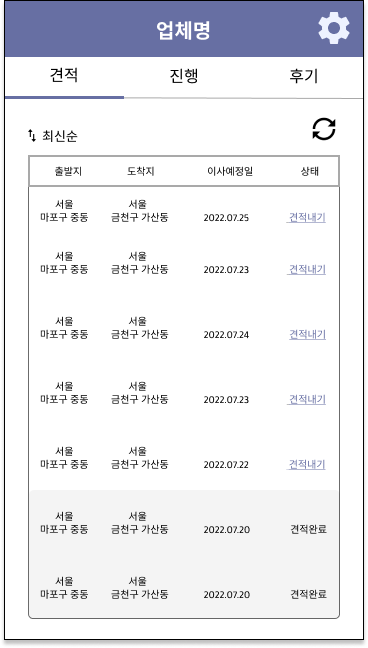 업체명
견적 진행 후기
최신순
출발지 도착지 이사예정일 상태
서울 서울
마포구 중동 금천구 가산동 2022.07.25 견적내기
서울 서울
마포구 중동 금천구 가산동 2022.07.23 견적내기
서울 서울
마포구 중동 금천구 가산동 2022.07.24 견적내기
서울 서울
마포구 중동 금천구 가산동 2022.07.23 견적내기
서울 서울
마포구 중동 금천구 가산동 2022.07.22 견적내기
서울 서울
마포구 중동 금천구 가산동 2022.07.20 견적완료
서울 서울
마포구 중동 금천구 가산동 2022.07.20 견적완료